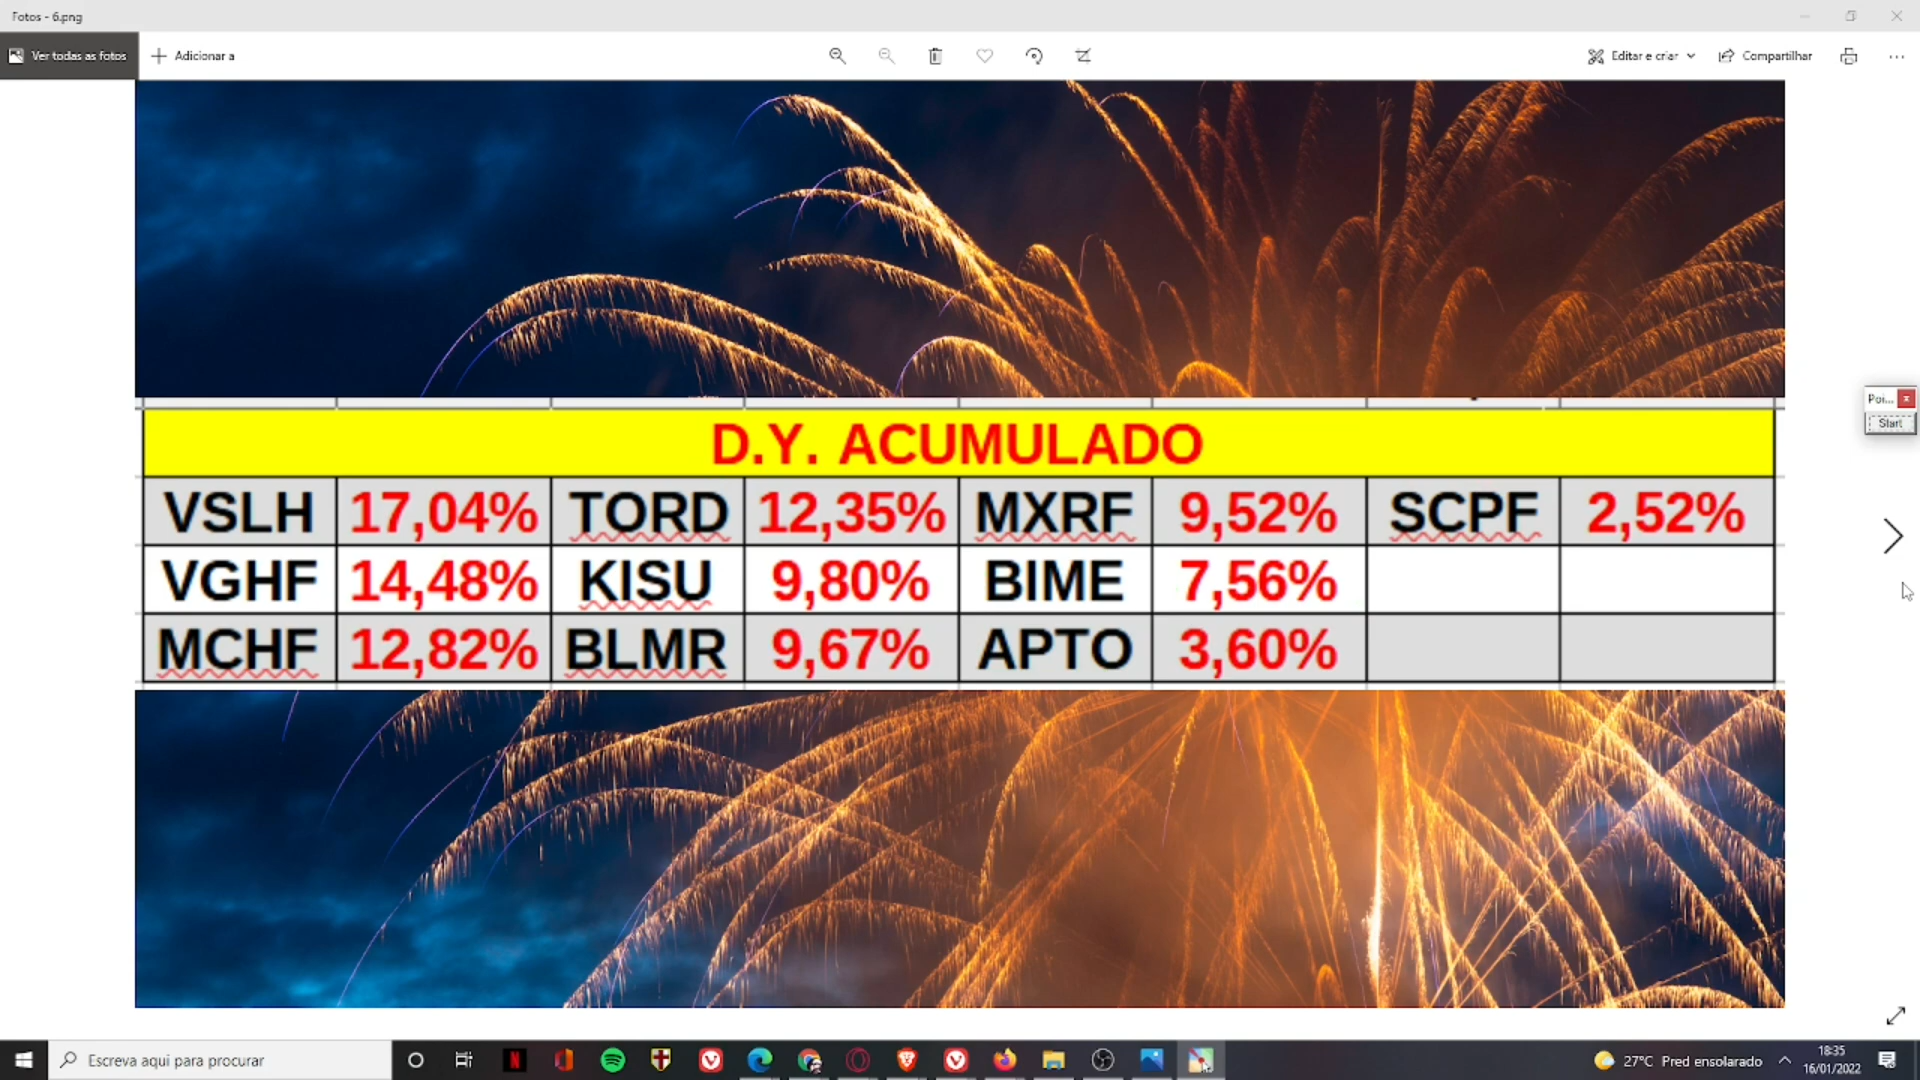 Fotos - 6.png
Ver todas as fotos
Adicionar a
Editar e criar
Compartilhar
D.Y. ACUMULADO
VSLH 17,04% TORD 12,35% MXRF 9,52% SCPF 2,52%
VGHF 14,48% KISU 9,80% BIME 7,56%
MCHF 12,82% BLMR 9,67% APTO 3,60%
Poi...
Start
Escreva aqui para procurar
27°C Pred ensolarado
18:35
16/01/2022